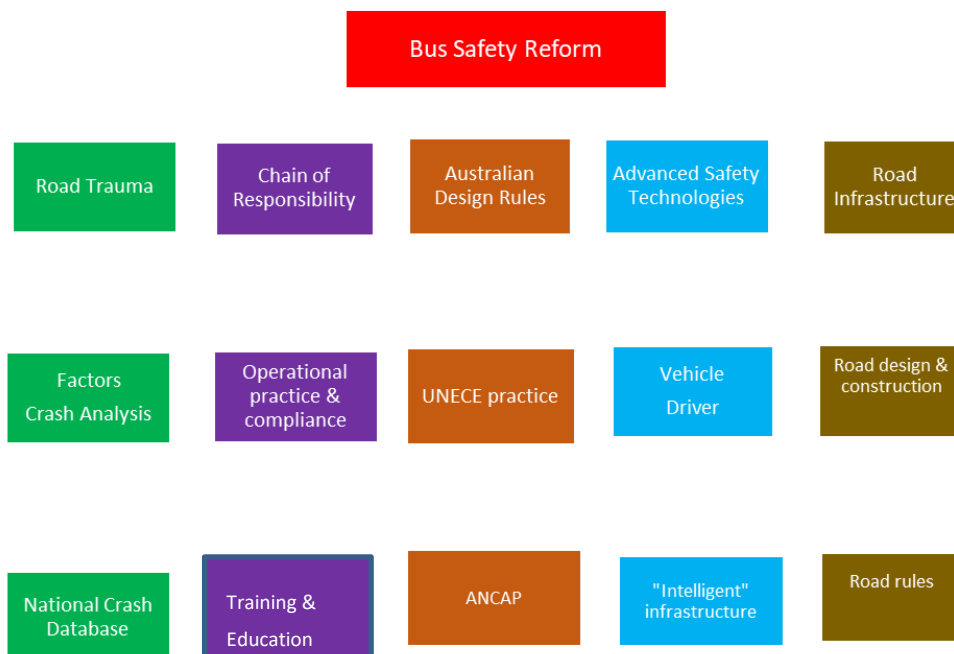 Bus Safety Reform
Road Trauma
Chain of
Responsibility
Australian
Design Rules
Advanced Safety
Technologies
Road
Infrastructure
Factors
Crash Analysis
Operational
practice &
compliance
UNECE practice
Vehicle
Driver
Road design &
construction
National Crash
Database
Training &
Education
ANCAP
"Intelligent"
infrastructure
Road rules